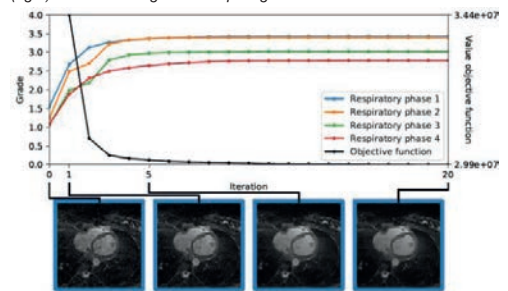 4.0
3.5
3.0
2.5
2.0
1.5
1.0
0.5
0.0
Grade
3.44e+07
2.99e+07
Value objective function
Respiratory phase 1
Respiratory phase 2
Respiratory phase 3
Respiratory phase 4
Objective function
0
1
5
20
Iteration